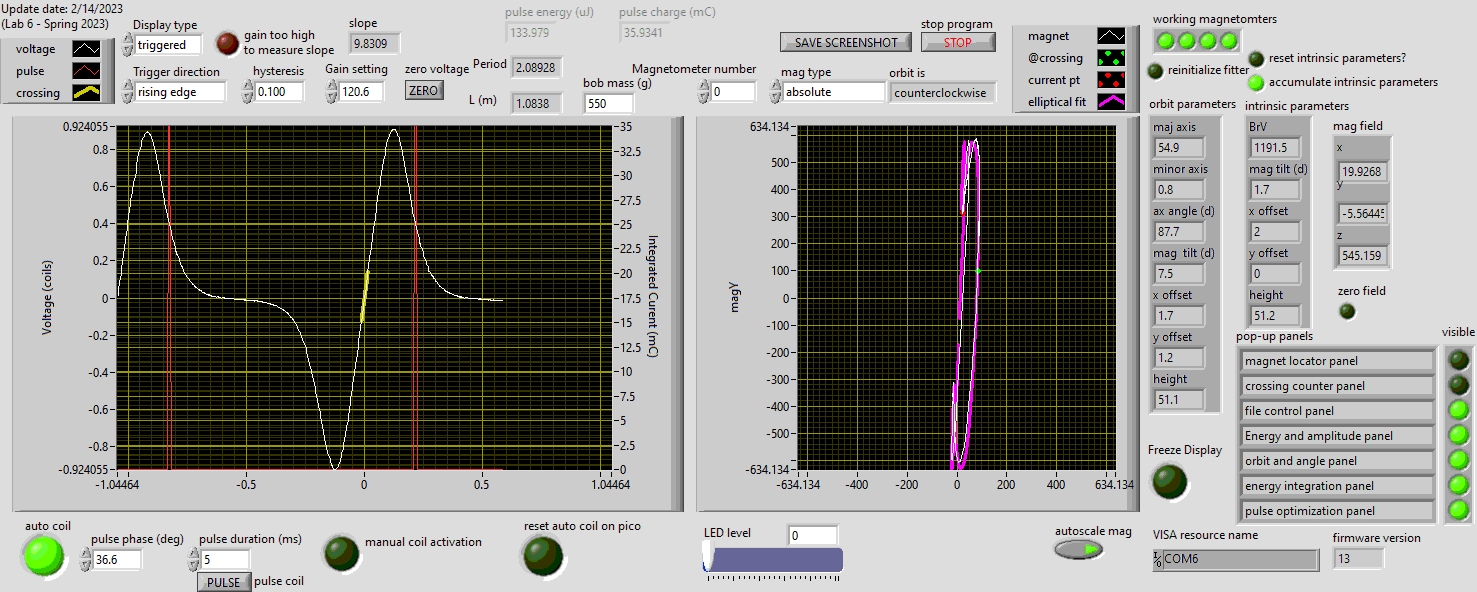 Update date: 2/14/2023
(Lab 6 - Spring 2023)
voltage
pulse
crossing
Display type
triggered
gain too high
to measure slope
slope
9.8309
Trigger direction
rising edge
hysteresis
0.100
Gain setting
120.6
zero voltage
ZERO
pulse energy (uJ)
133.979
pulse charge (mC)
35.9341
Period
2.08928
L (m)
1.0838
bob mass (g)
550
SAVE SCREENSHOT
stop program
STOP
Magnetometer number
0
mag type
absolute
orbit is
counterclockwise
magnet
@crossing
current pt
elliptical fit
working magnetomters
reinitialize fitter
reset intrinsic parameters?
accumulate intrinsic parameters
Voltage (coils)
0.924055
0.8
0.6
0.4
0.2
0
-0.2
-0.4
-0.6
-0.8
-0.924055
-1.04464
-0.5
0
0.5
1.04464
35
32.5
30
27.5
25
22.5
20
17.5
15
12.5
10
7.5
5
2.5
0
Integrated Curent (mC)
magY
634.134
500
400
300
200
100
0
-100
-200
-300
-400
-500
-634.134
-634.134
-400
-200
0
200
400
634.134
orbit parameters
maj axis
54.9
minor axis
0.8
ax angle (d)
87.7
mag tilt (d)
7.5
x offset
1.7
y offset
1.2
height
51.1
intrinsic parameters
BrV
1191.5
mag tilt (d)
1.7
x offset
2
y offset
0
height
51.2
mag field
x
19.9268
y
-5.56445
z
545.159
zero field
pop-up panels
visible
magnet locator panel
crossing counter panel
file control panel
Energy and amplitude panel
orbit and angle panel
energy integration panel
pulse optimization panel
Freeze Display
auto coil
pulse phase (deg)
36.6
pulse duration (ms)
5
PULSE
pulse coil
manual coil activation
reset auto coil on pico
LED level
0
autoscale mag
VISA resource name
COM6
firmware version
13